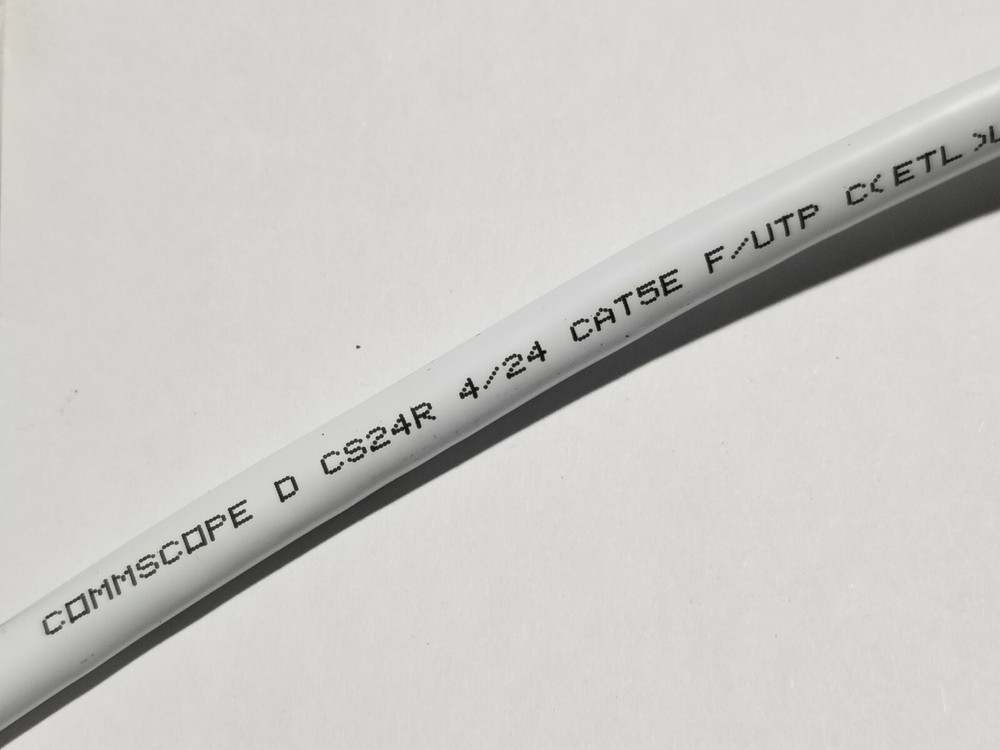 COMMSCOPE D CS24R 4/24 CAT5E F/UTP C<ETL>